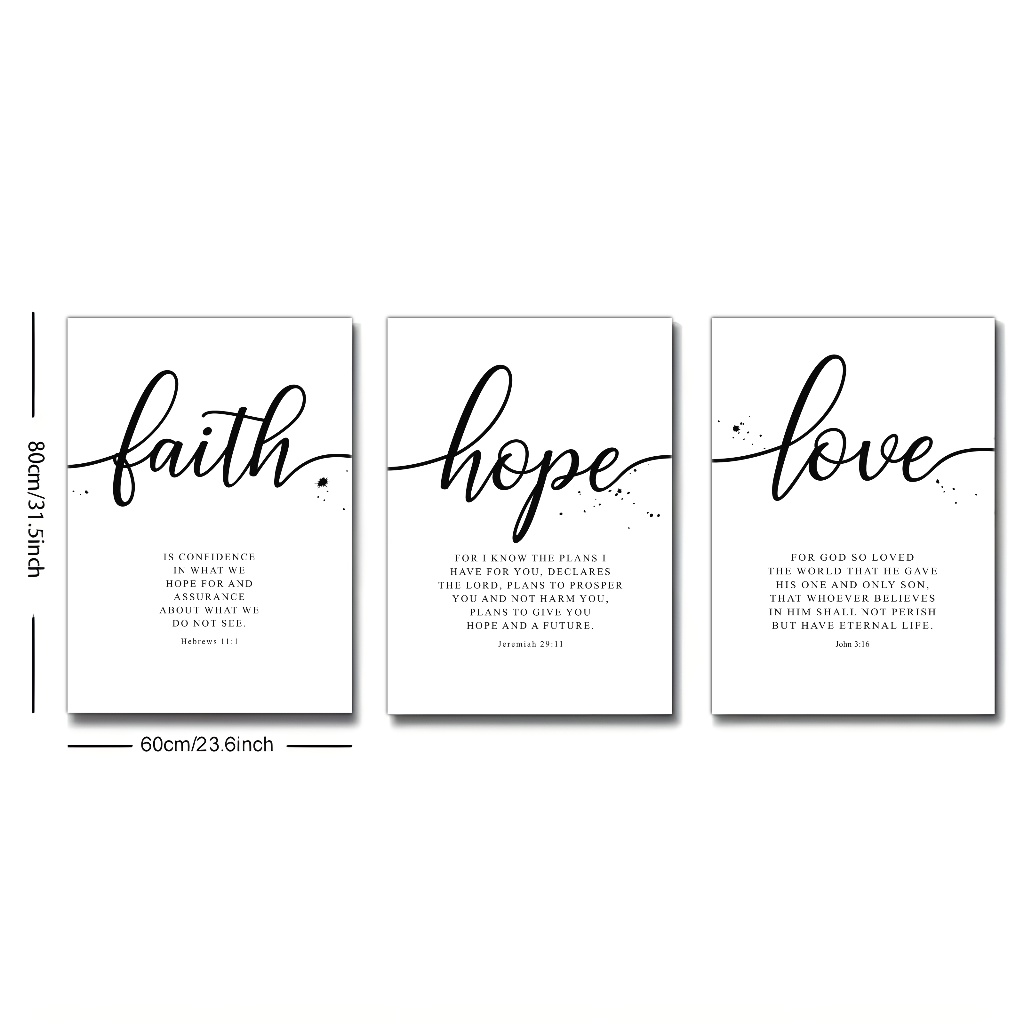 80cm/31.5inch
faith
IS CONFIDENCE
IN WHAT WE
HOPE FOR AND
ASSURANCE
ABOUT WHAT WE
DO NOT SEE.
Hebrews 11:1
60cm/23.6inch
hope
FOR I KNOW THE PLANS I
HAVE FOR YOU, DECLARES
THE LORD, PLANS TO PROSPER
YOU AND NOT HARM YOU,
PLANS TO GIVE YOU
HOPE AND A FUTURE.
Jeremiah 29:11
love
FOR GOD SO LOVED
THE WORLD THAT HE GAVE
HIS ONE AND ONLY SON,
THAT WHOEVER BELIEVES
IN HIM SHALL NOT PERISH
BUT HAVE ETERNAL LIFE.
John 3:16